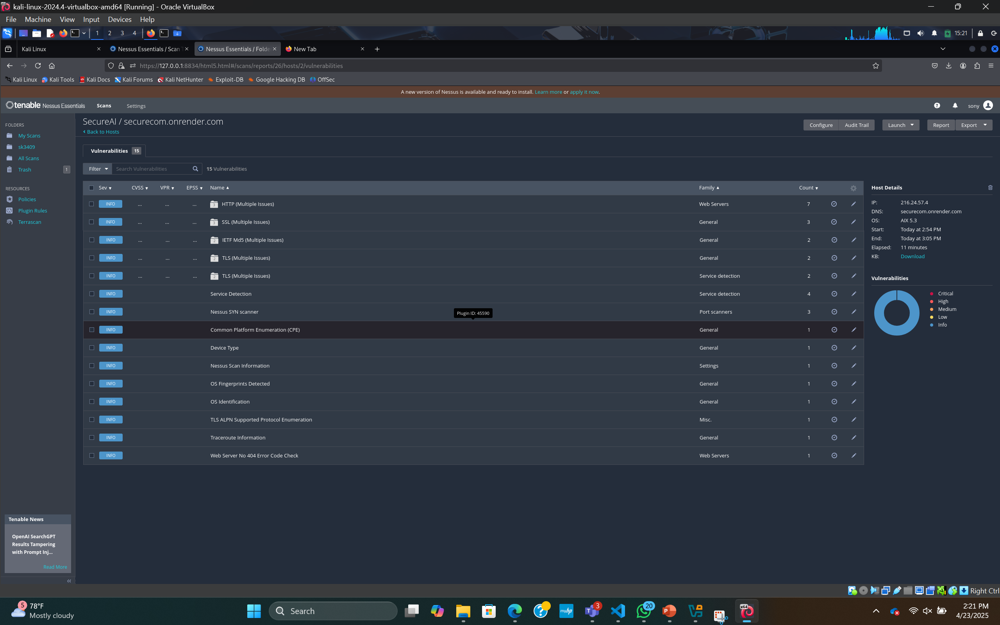 kali-linux-2024.4-virtualbox-amd64 [Running] - Oracle VirtualBox
File Machine View Input Devices Help
1 2 3 4 15:21
Kali Linux Nessus Essentials / Scan T Nessus Essentials / Folde New Tab
https://127.0.0.1:8834/html5.html#/scans/reports/26/hosts/2/vulnerabilities
Kali Linux Kali Tools Kali Docs Kali Forums Kali NetHunter Exploit-DB Google Hacking DB OffSec
A new version of Nessus is available and ready to install. Learn more or apply it now.
tenable Nessus Essentials Scans Settings sony
FOLDERS
My Scans
sk3409
All Scans
Trash 1
RESOURCES
Policies
Plugin Rules
Terrascan
Tenable News
OpenAI SearchGPT
Results Tampering
with Prompt Inj...
Read More
SecureAI / securecom.onrender.com
Back to Hosts
Configure Audit Trail Launch Report Export
Vulnerabilities 15
Filter Search Vulnerabilities 15 Vulnerabilities
Sev CVSS VPR EPSS Name Family Count
INFO ... ... ... 3 HTTP (Multiple Issues) Web Servers 7
INFO ... ... ... 3 SSL (Multiple Issues) General 3
INFO ... ... ... 2 IETF Md5 (Multiple Issues) General 2
INFO ... ... ... 2 TLS (Multiple Issues) General 2
INFO ... ... ... 2 TLS (Multiple Issues) Service detection 2
INFO Service Detection Service detection 4
INFO Nessus SYN scanner Port scanners 3
Plugin ID: 45590
INFO Common Platform Enumeration (CPE) General 1
INFO Device Type General 1
INFO Nessus Scan Information Settings 1
INFO OS Fingerprints Detected General 1
INFO OS Identification General 1
INFO TLS ALPN Supported Protocol Enumeration Misc. 1
INFO Traceroute Information General 1
INFO Web Server No 404 Error Code Check Web Servers 1
Host Details
IP: 216.24.57.4
DNS: securecom.onrender.com
OS: AIX 5.3
Start: Today at 2:54 PM
End: Today at 3:05 PM
Elapsed: 11 minutes
KB: Download
Vulnerabilities
Critical
High
Medium
Low
Info
Right Ctrl
5 78°F
Mostly cloudy
Search
myhp
3
20
x64
2:21 PM
4/23/2025